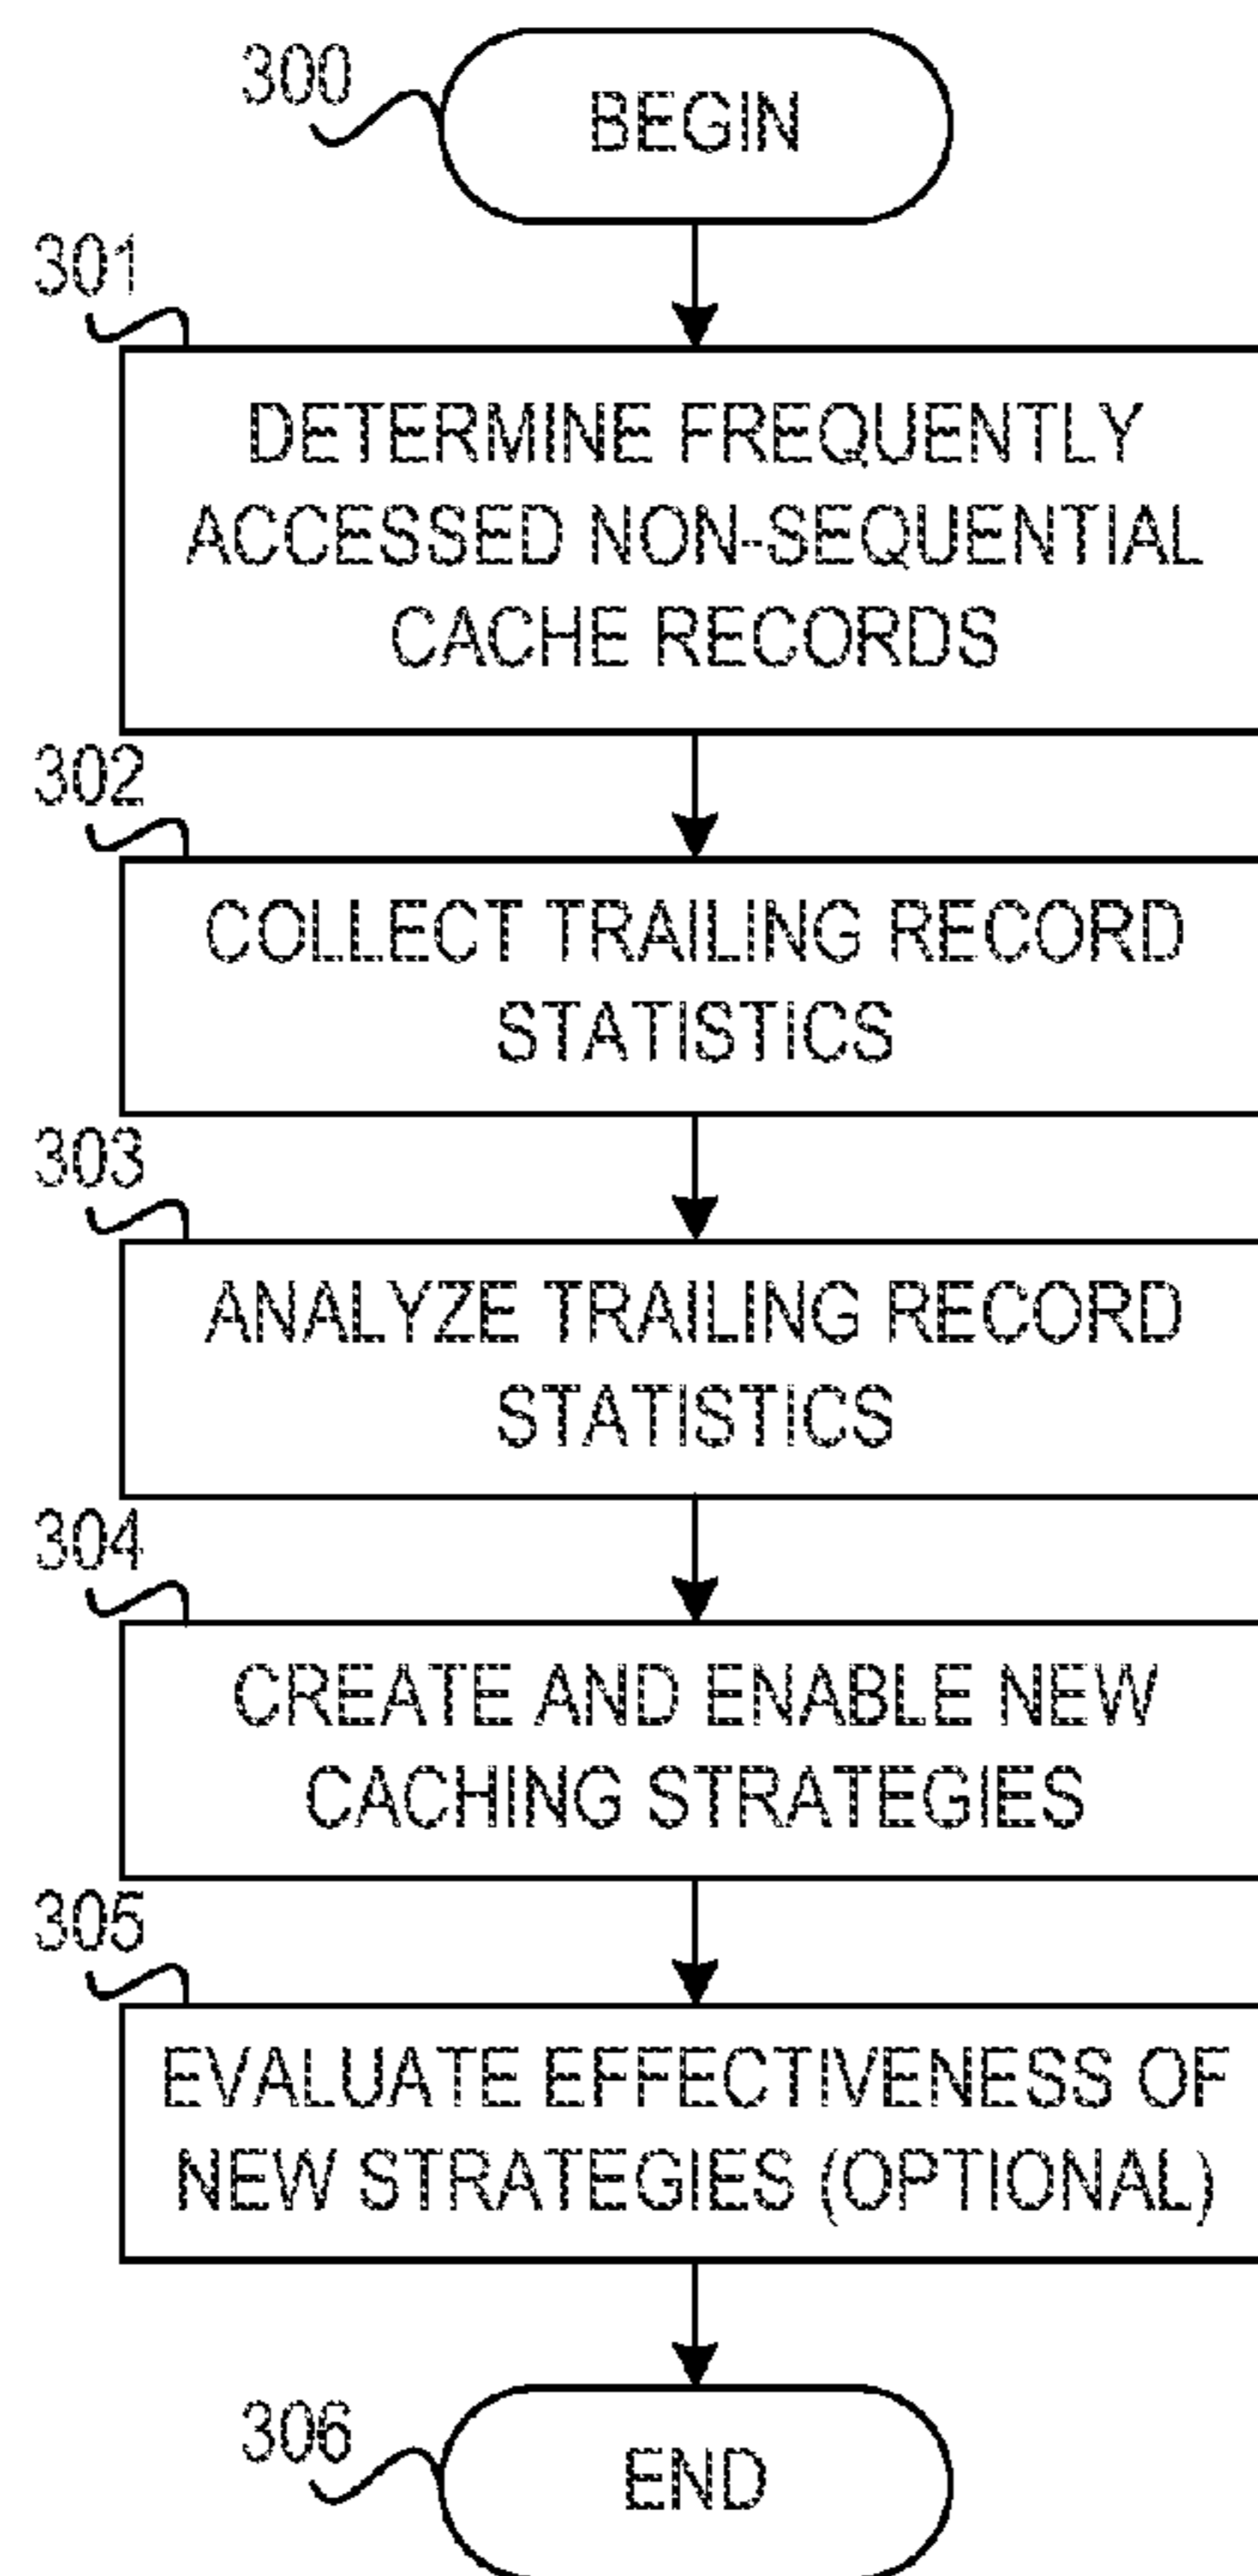 300
BEGIN
301
DETERMINE FREQUENTLY
ACCESSED NON-SEQUENTIAL
CACHE RECORDS
302
COLLECT TRAILING RECORD
STATISTICS
303
ANALYZE TRAILING RECORD
STATISTICS
304
CREATE AND ENABLE NEW
CACHING STRATEGIES
305
EVALUATE EFFECTIVENESS OF
NEW STRATEGIES (OPTIONAL)
306
END